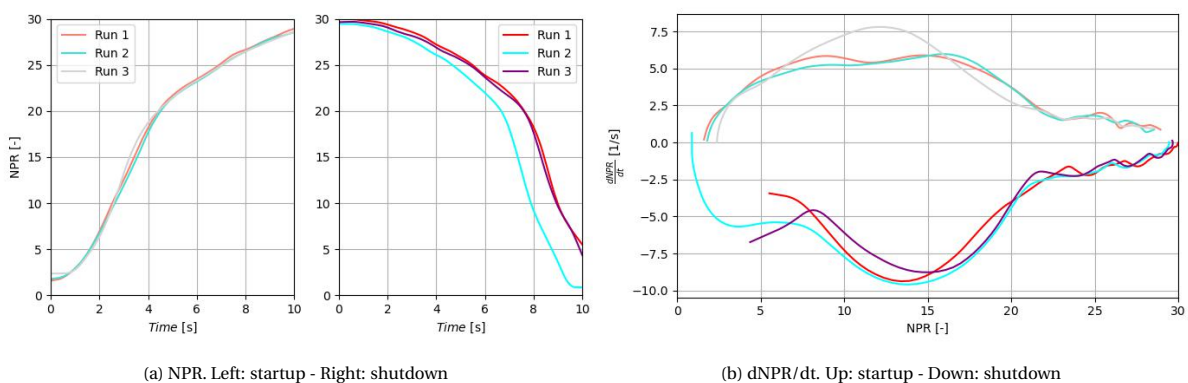 30
25
20
15
10
5
0
NPR [-]
Run 1
Run 2
Run 3
0 2 4 6 8 10
Time [s]
30
25
20
15
10
5
0
Run 1
Run 2
Run 3
0 2 4 6 8 10
Time [s]
(a) NPR. Left: startup - Right: shutdown
7.5
5.0
2.5
0.0
−2.5
−5.0
−7.5
−10.0
dNPR
dt
[1/s]
0 5 10 15 20 25 30
NPR [-]
(b) dNPR/dt. Up: startup - Down: shutdown